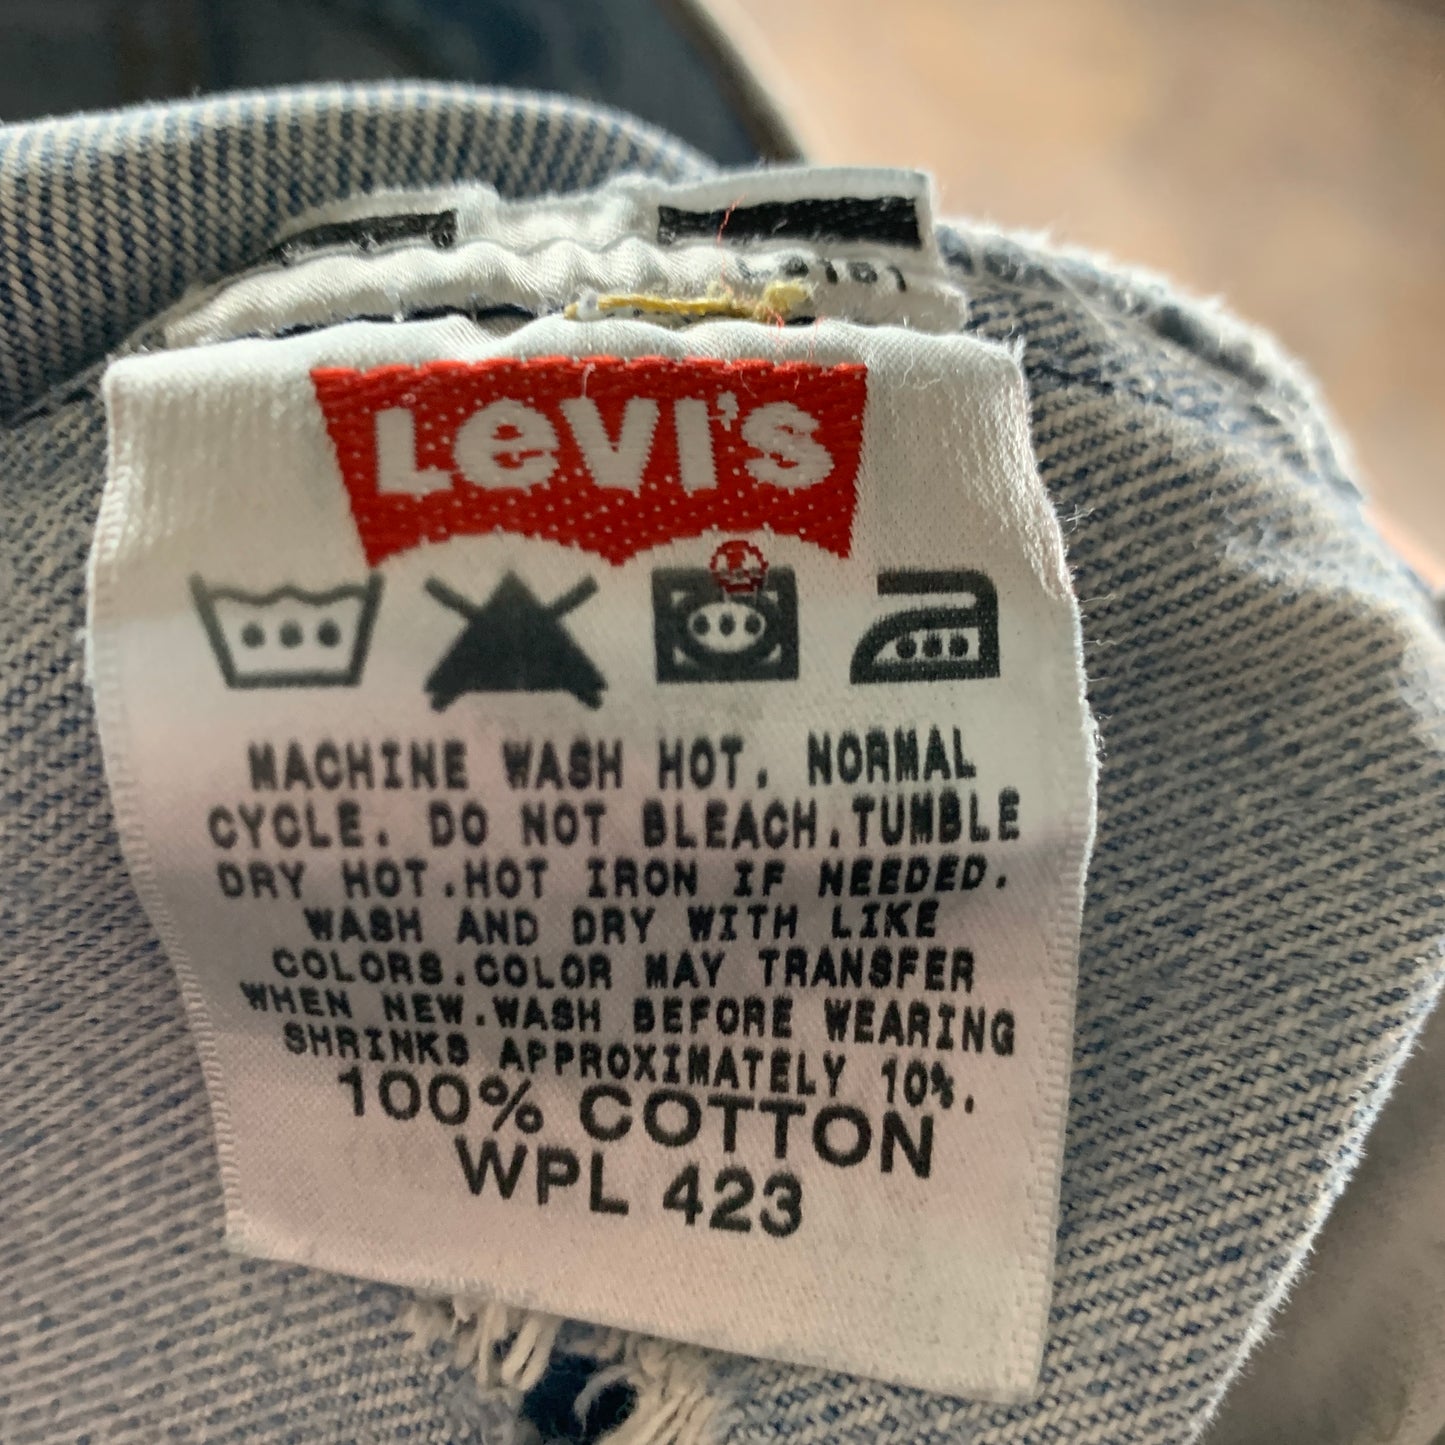 LEVI'S
MACHINE WASH HOT, NORMAL
CYCLE. DO NOT BLEACH.TUMBLE
DRY HOT.HOT IRON IF NEEDED.
WASH AND DRY WITH LIKE
COLORS.COLOR MAY TRANSFER
WHEN NEW.WASH BEFORE WEARING
SHRINKS APPROXIMATELY 10%.
100% COTTON
WPL 423